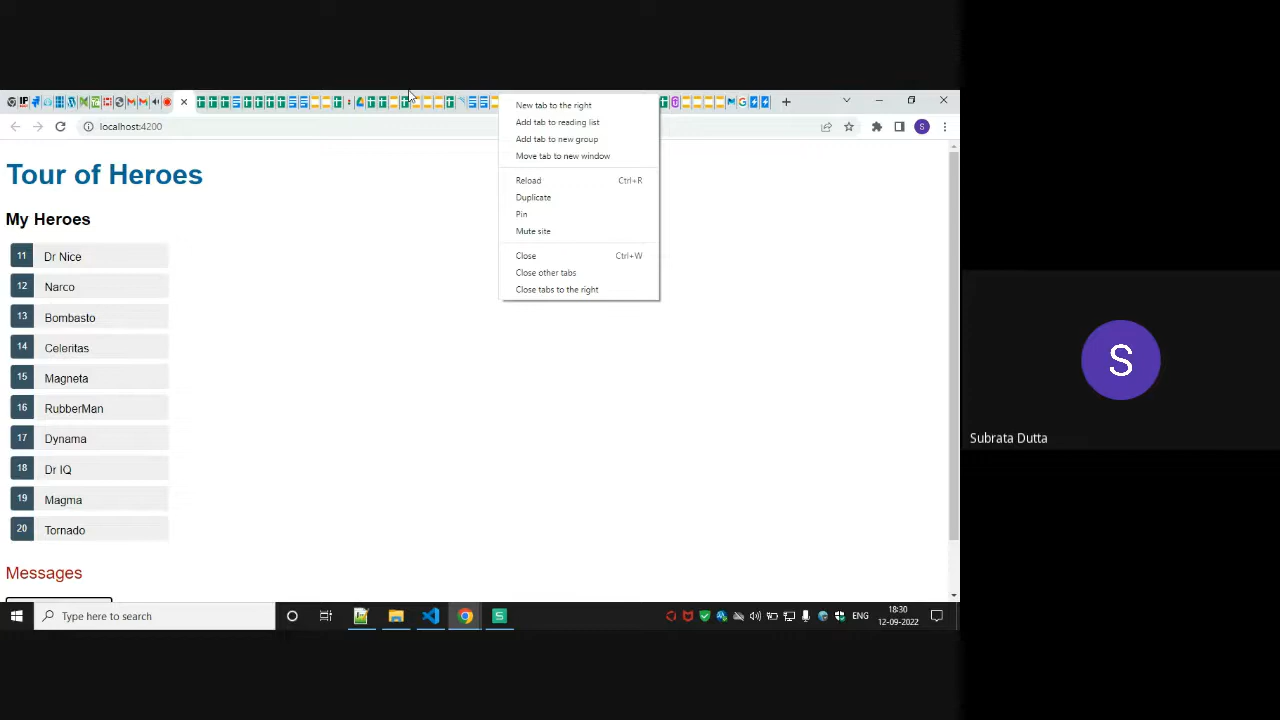 localhost:4200
S
New tab to the right
Add tab to reading list
Add tab to new group
Move tab to new window
Reload Ctrl+R
Duplicate
Pin
Mute site
Close Ctrl+W
Close other tabs
Close tabs to the right
Tour of Heroes
My Heroes
11 Dr Nice
12 Narco
13 Bombasto
14 Celeritas
15 Magneta
16 RubberMan
17 Dynama
18 Dr IQ
19 Magma
20 Tornado
Messages
S
Subrata Dutta
Type here to search
S
ENG
18:30
12-09-2022